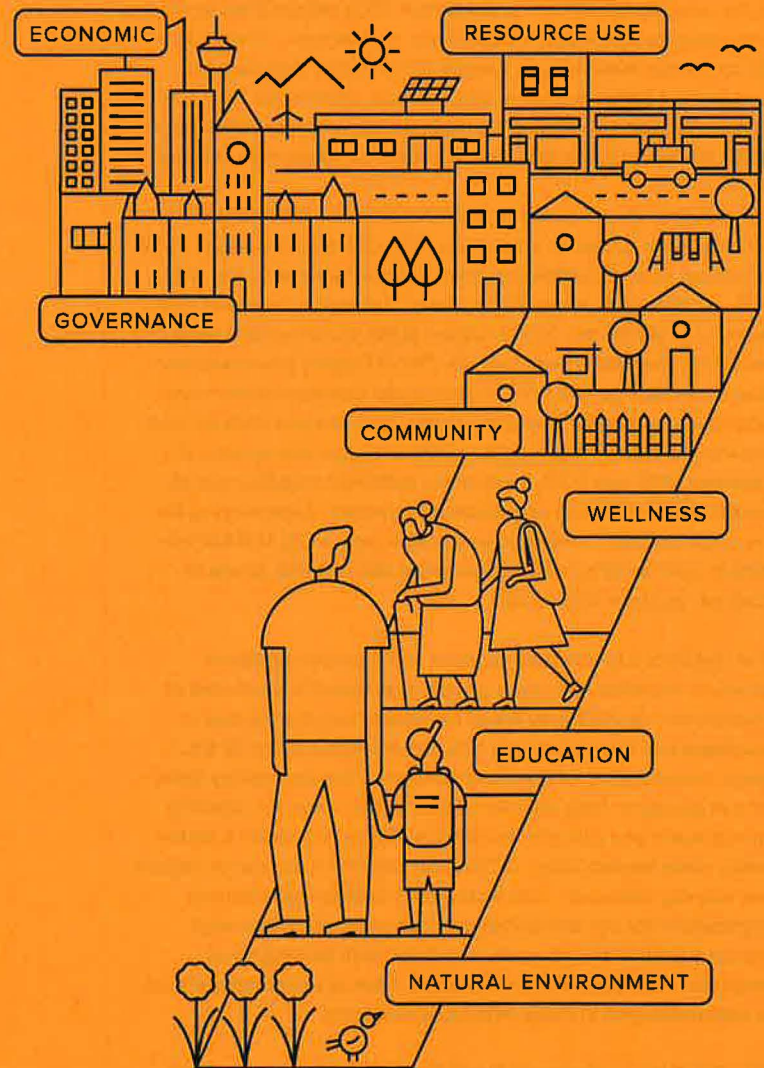 ECONOMIC
RESOURCE USE
GOVERNANCE
COMMUNITY
WELLNESS
EDUCATION
NATURAL ENVIRONMENT